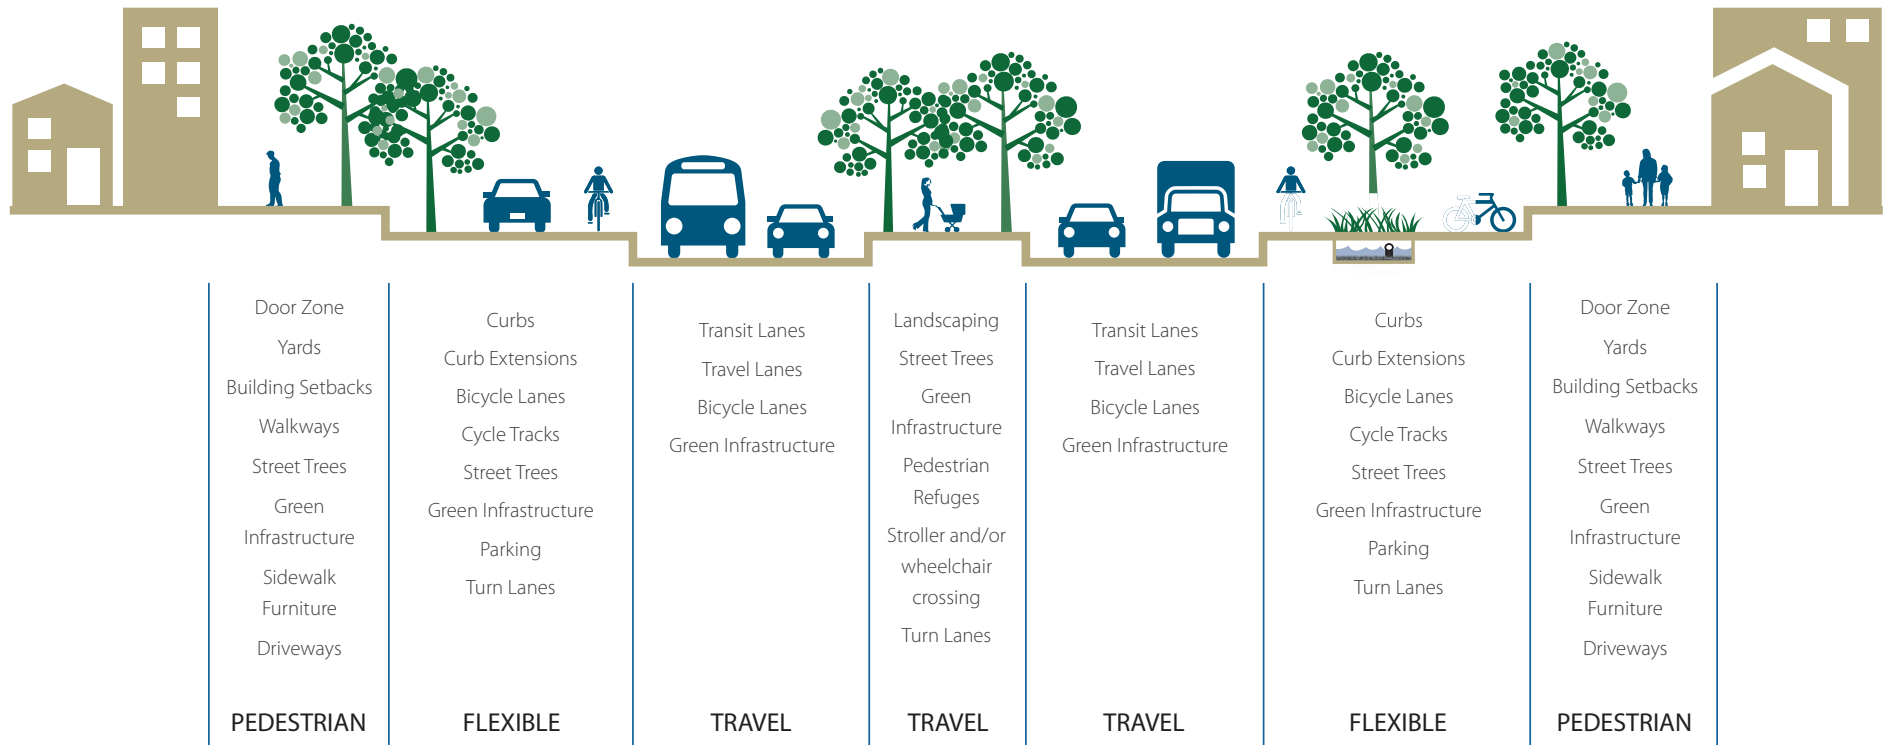 Door Zone
Yards
Building Setbacks
Walkways
Street Trees
Green
Infrastructure
Sidewalk
Furniture
Driveways
PEDESTRIAN
Curbs
Curb Extensions
Bicycle Lanes
Cycle Tracks
Street Trees
Green Infrastructure
Parking
Turn Lanes
FLEXIBLE
Transit Lanes
Travel Lanes
Bicycle Lanes
Green Infrastructure
TRAVEL
Landscaping
Street Trees
Green
Infrastructure
Pedestrian
Refuges
Stroller and/or
wheelchair
crossing
Turn Lanes
TRAVEL
Transit Lanes
Travel Lanes
Bicycle Lanes
Green Infrastructure
TRAVEL
Curbs
Curb Extensions
Bicycle Lanes
Cycle Tracks
Street Trees
Green Infrastructure
Parking
Turn Lanes
FLEXIBLE
Door Zone
Yards
Building Setbacks
Walkways
Street Trees
Green
Infrastructure
Sidewalk
Furniture
Driveways
PEDESTRIAN